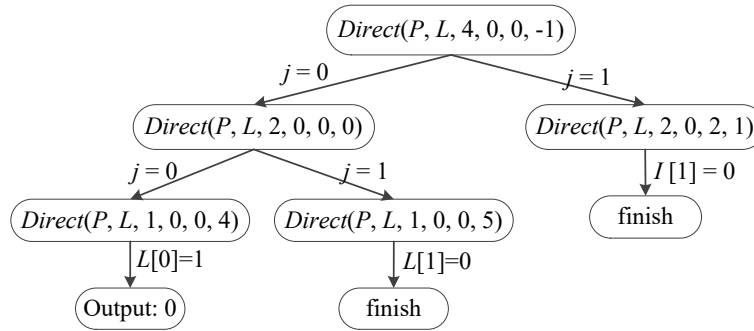 Direct(P, L, 4, 0, 0, -1)
j = 0
j = 1
Direct(P, L, 2, 0, 0, 0)
Direct(P, L, 2, 0, 2, 1)
j = 0
j = 1
I [1] = 0
Direct(P, L, 1, 0, 0, 4)
Direct(P, L, 1, 0, 0, 5)
finish
L[0]=1
L[1]=0
Output: 0
finish